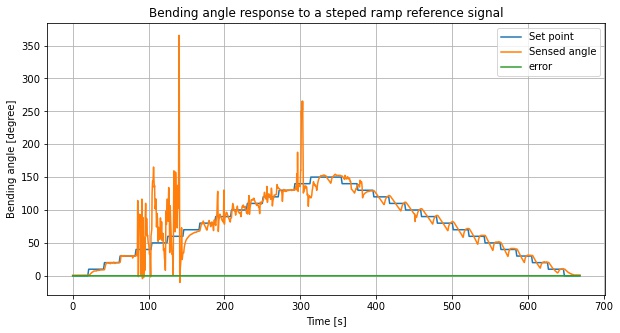 Bending angle response to a steped ramp reference signal
Set point
Sensed angle
error
350
300
250
200
150
100
50
0
Bending angle [degree]
0 100 200 300 400 500 600 700
Time [s]